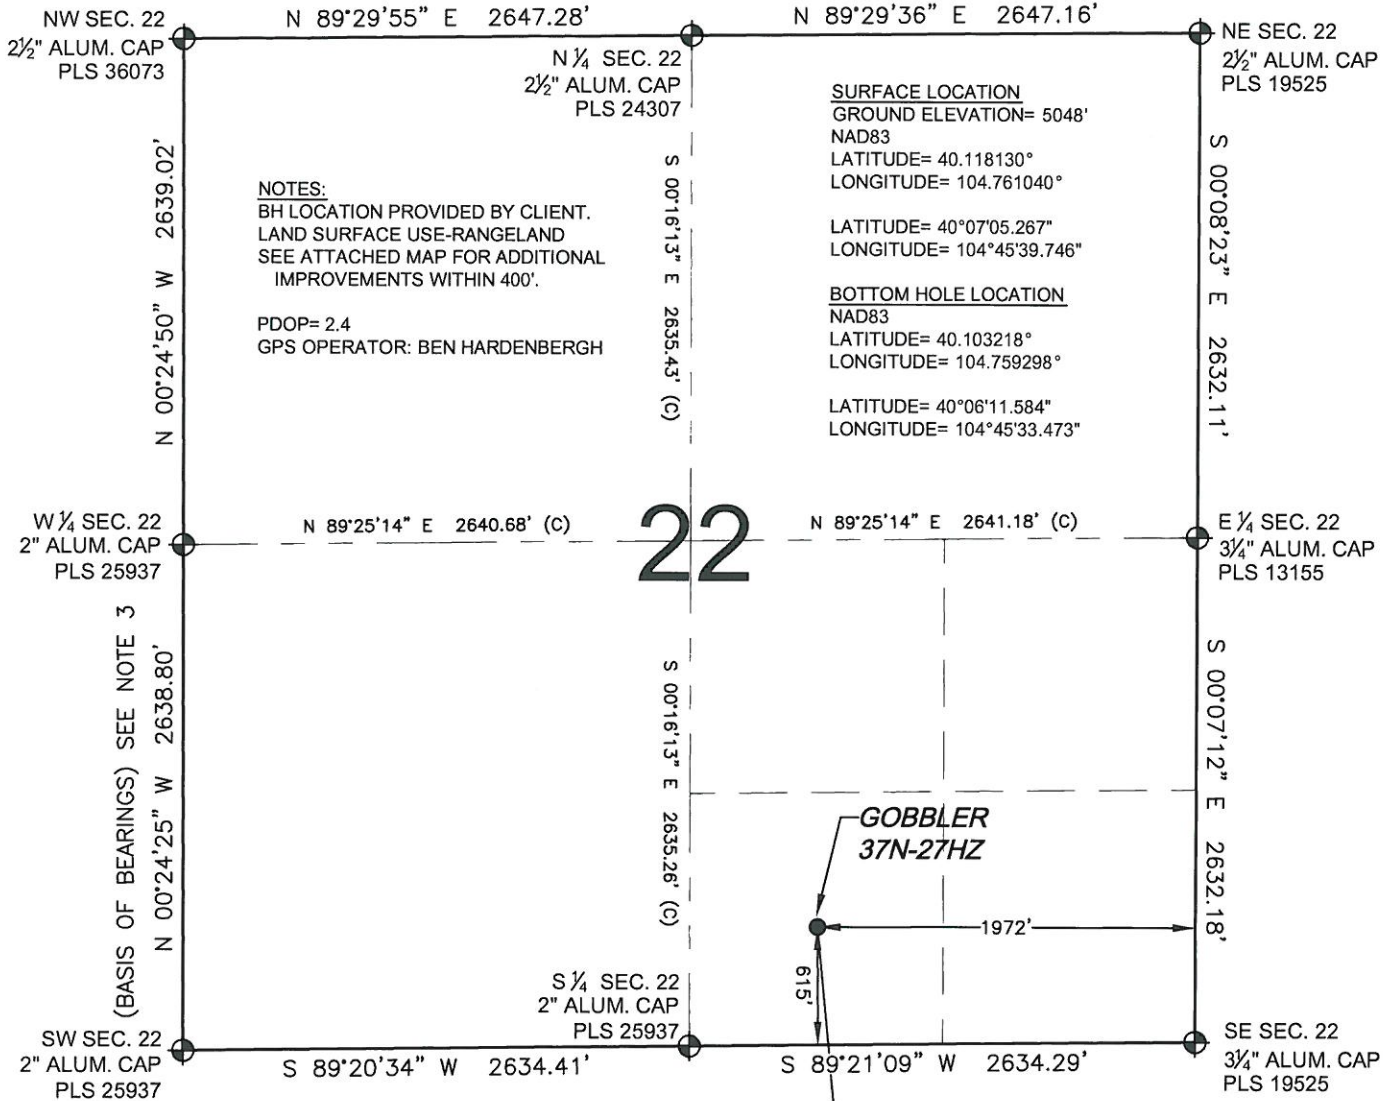 N 89°29'55" E 2647.28'
N 89°29'36" E 2647.16'
NW SEC. 22
2½" ALUM. CAP
PLS 36073
N ¼ SEC. 22
2½" ALUM. CAP
PLS 24307
NE SEC. 22
2½" ALUM. CAP
PLS 19525
SURFACE LOCATION
GROUND ELEVATION= 5048'
NAD83
LATITUDE= 40.118130°
LONGITUDE= 104.761040°
LATITUDE= 40°07'05.267"
LONGITUDE= 104°45'39.746"
BOTTOM HOLE LOCATION
NAD83
LATITUDE= 40.103218°
LONGITUDE= 104.759298°
LATITUDE= 40°06'11.584"
LONGITUDE= 104°45'33.473"
NOTES:
BH LOCATION PROVIDED BY CLIENT.
LAND SURFACE USE-RANGELAND
SEE ATTACHED MAP FOR ADDITIONAL
IMPROVEMENTS WITHIN 400'.
PDOP= 2.4
GPS OPERATOR: BEN HARDENBERGH
N 00°24'50" W 2639.02'
S 00°16'13" E 2635.43' (C)
S 00°08'23" E 2632.11'
W ¼ SEC. 22
2" ALUM. CAP
PLS 25937
N 89°25'14" E 2640.68' (C)
22
N 89°25'14" E 2641.18' (C)
E ¼ SEC. 22
3¼" ALUM. CAP
PLS 13155
(BASIS OF BEARINGS) SEE NOTE 3
N 00°24'25" W 2638.80'
S 00°16'13" E 2635.26' (C)
S 00°07'12" E 2632.18'
GOBBLER
37N-27HZ
1972'
615'
S ¼ SEC. 22
2" ALUM. CAP
PLS 25937
SW SEC. 22
2" ALUM. CAP
PLS 25937
S 89°20'34" W 2634.41'
S 89°21'09" W 2634.29'
SE SEC. 22
3¼" ALUM. CAP
PLS 19525